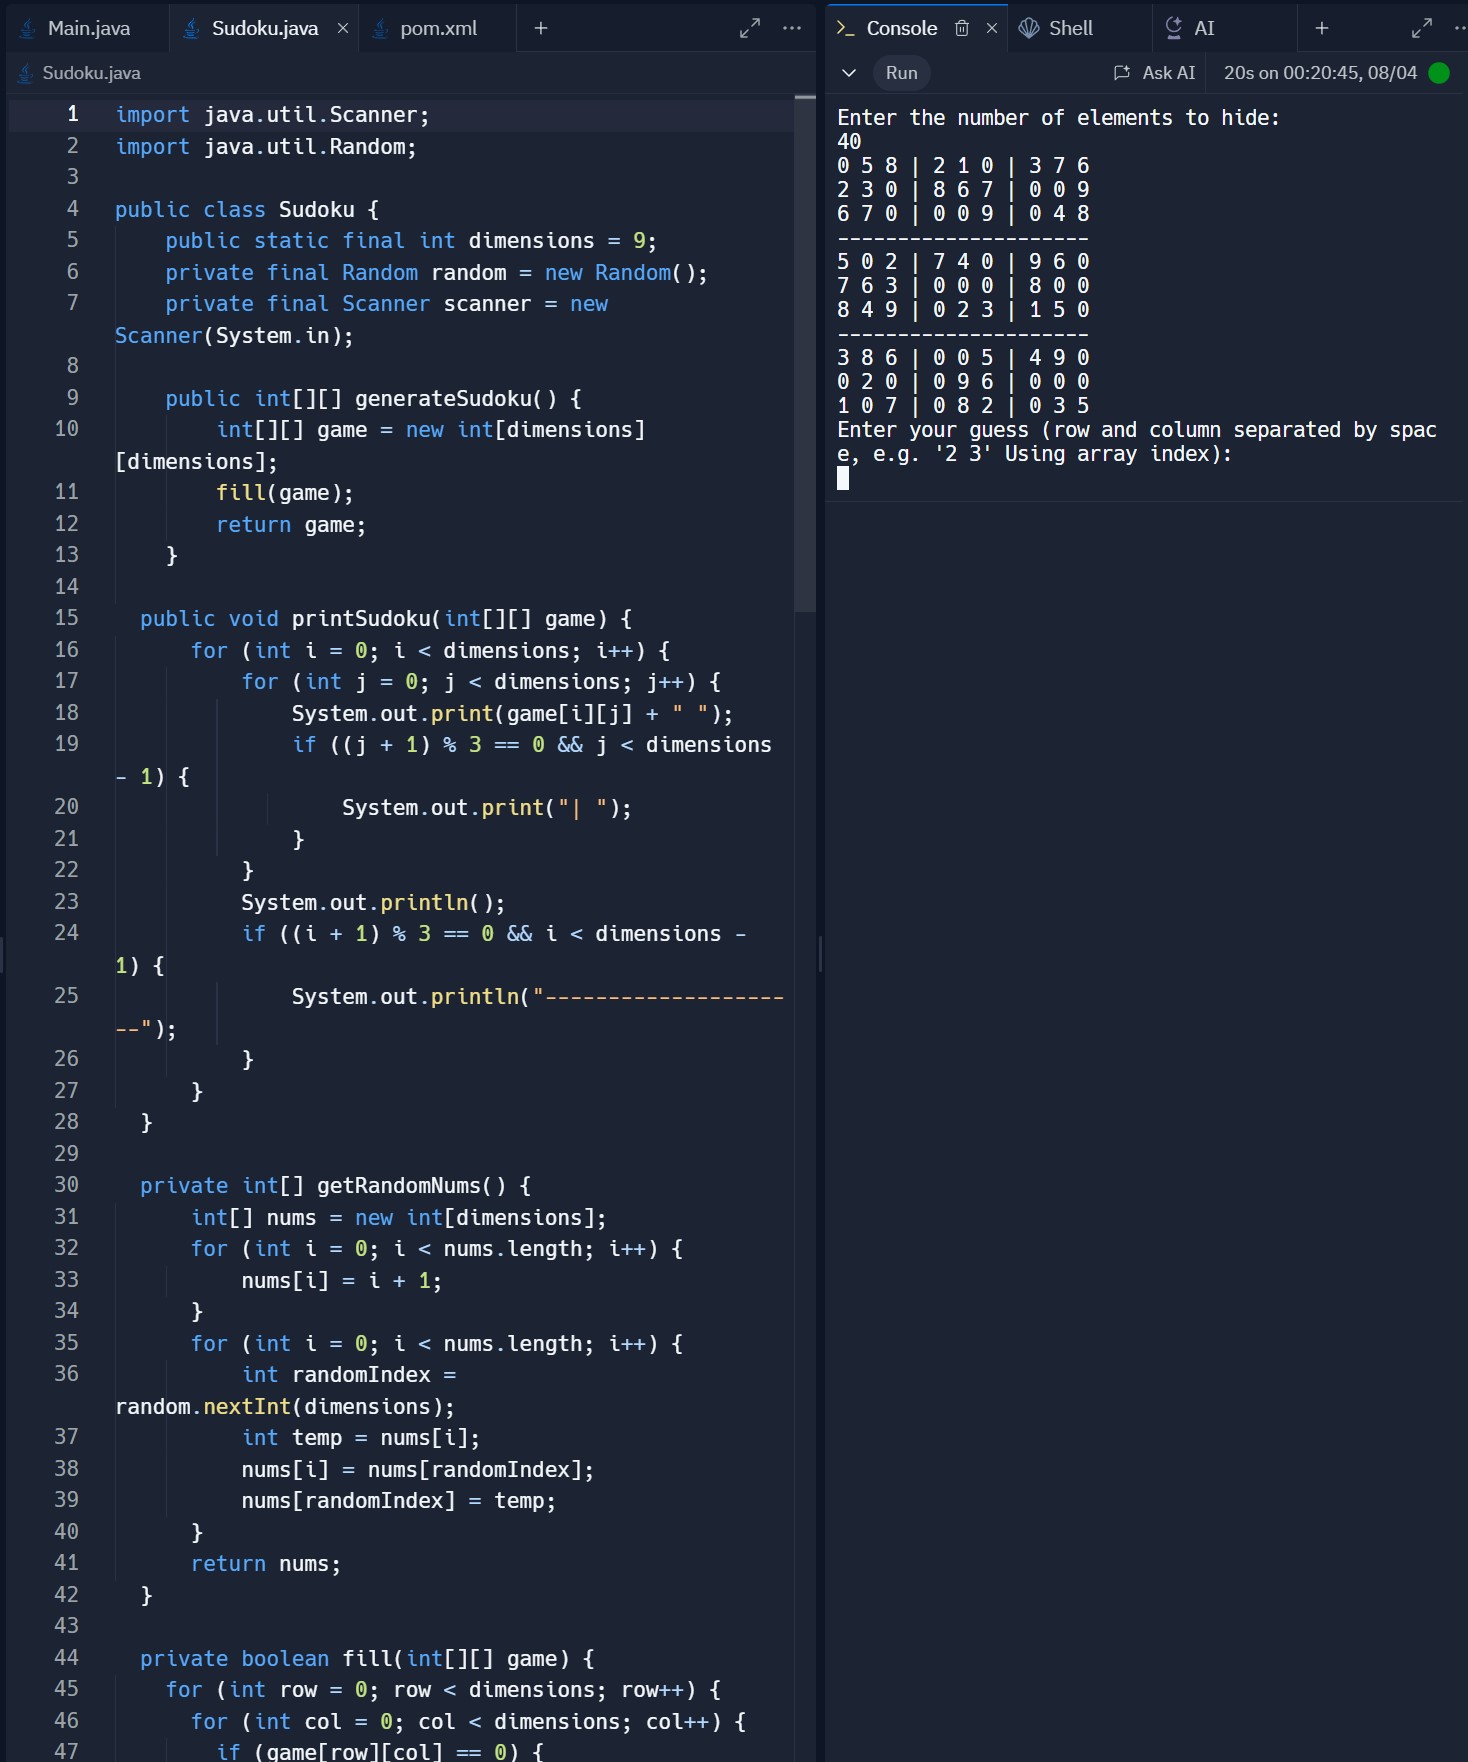 Main.java
Sudoku.java
pom.xml
Sudoku.java
1 import java.util.Scanner;
2 import java.util.Random;
3
4 public class Sudoku {
5 public static final int dimensions = 9;
6 private final Random random = new Random();
7 private final Scanner scanner = new
Scanner(System.in);
8
9 public int[][] generateSudoku() {
10 int[][] game = new int[dimensions]
[dimensions];
11 fill(game);
12 return game;
13 }
14
15 public void printSudoku(int[][] game) {
16 for (int i = 0; i < dimensions; i++) {
17 for (int j = 0; j < dimensions; j++) {
18 System.out.print(game[i][j] + " ");
19 if ((j + 1) % 3 == 0 && j < dimensions
- 1) {
20 System.out.print("| ");
21 }
22 }
23 System.out.println();
24 if ((i + 1) % 3 == 0 && i < dimensions -
1) {
25 System.out.println("-------------------
--");
26 }
27 }
28 }
29
30 private int[] getRandomNums() {
31 int[] nums = new int[dimensions];
32 for (int i = 0; i < nums.length; i++) {
33 nums[i] = i + 1;
34 }
35 for (int i = 0; i < nums.length; i++) {
36 int randomIndex =
random.nextInt(dimensions);
37 int temp = nums[i];
38 nums[i] = nums[randomIndex];
39 nums[randomIndex] = temp;
40 }
41 return nums;
42 }
43
44 private boolean fill(int[][] game) {
45 for (int row = 0; row < dimensions; row++) {
46 for (int col = 0; col < dimensions; col++) {
47 if (game[row][col] == 0) {
Console
Shell
AI
Run
Ask AI
20s on 00:20:45, 08/04
Enter the number of elements to hide:
40
0 5 8 | 2 1 0 | 3 7 6
2 3 0 | 8 6 7 | 0 0 9
6 7 0 | 0 0 9 | 0 4 8
---------------------
5 0 2 | 7 4 0 | 9 6 0
7 6 3 | 0 0 0 | 8 0 0
8 4 9 | 0 2 3 | 1 5 0
---------------------
3 8 6 | 0 0 5 | 4 9 0
0 2 0 | 0 9 6 | 0 0 0
1 0 7 | 0 8 2 | 0 3 5
Enter your guess (row and column separated by spac
e, e.g. '2 3' Using array index):